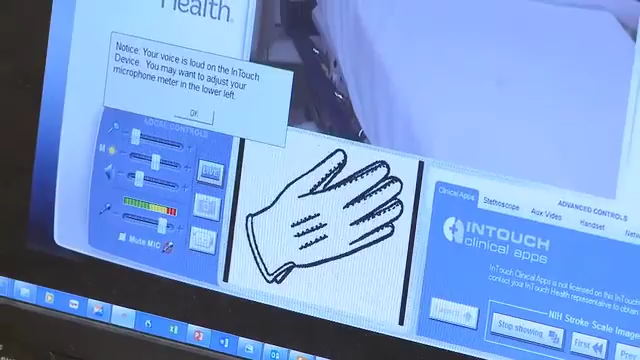 Health
Notice: Your voice is loud on the InTouch
Device. You may want to adjust your
microphone meter in the lower left.
OK
LOCAL CONTROLS
M
LIVE
Mute MIC
Clinical Apps
Stethoscope
Aux-Video
ADVANCED CONTROLS
Handset
INTOUCH
clinical apps
InTouch Clinical Apps is not licensed on this InTouch
contact your InTouch Health representative to obtain
Launch
NIH Stroke Scale Image
Stop showing
First